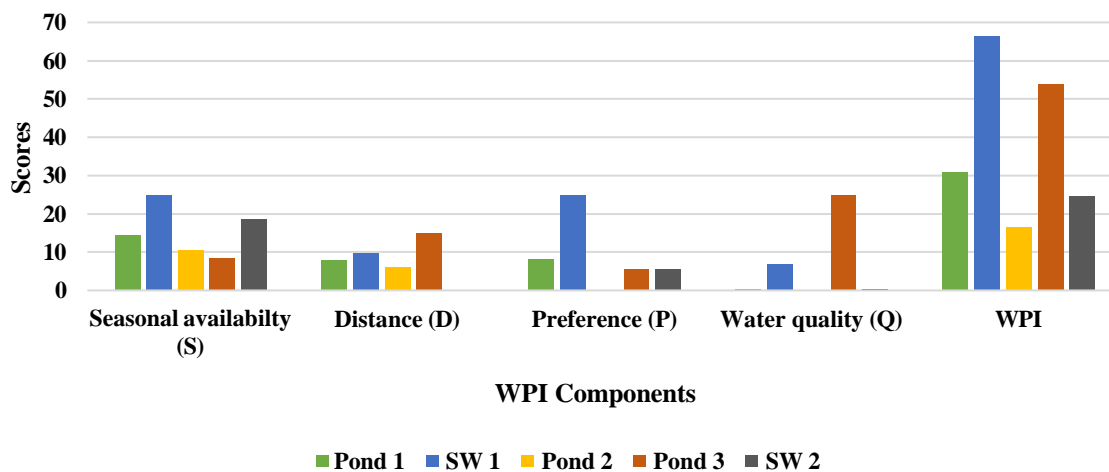 70
60
50
40
30
20
10
0
Scores
Seasonal availabilty
(S)
Distance (D)
Preference (P)
Water quality (Q)
WPI
WPI Components
Pond 1 SW 1 Pond 2 Pond 3 SW 2